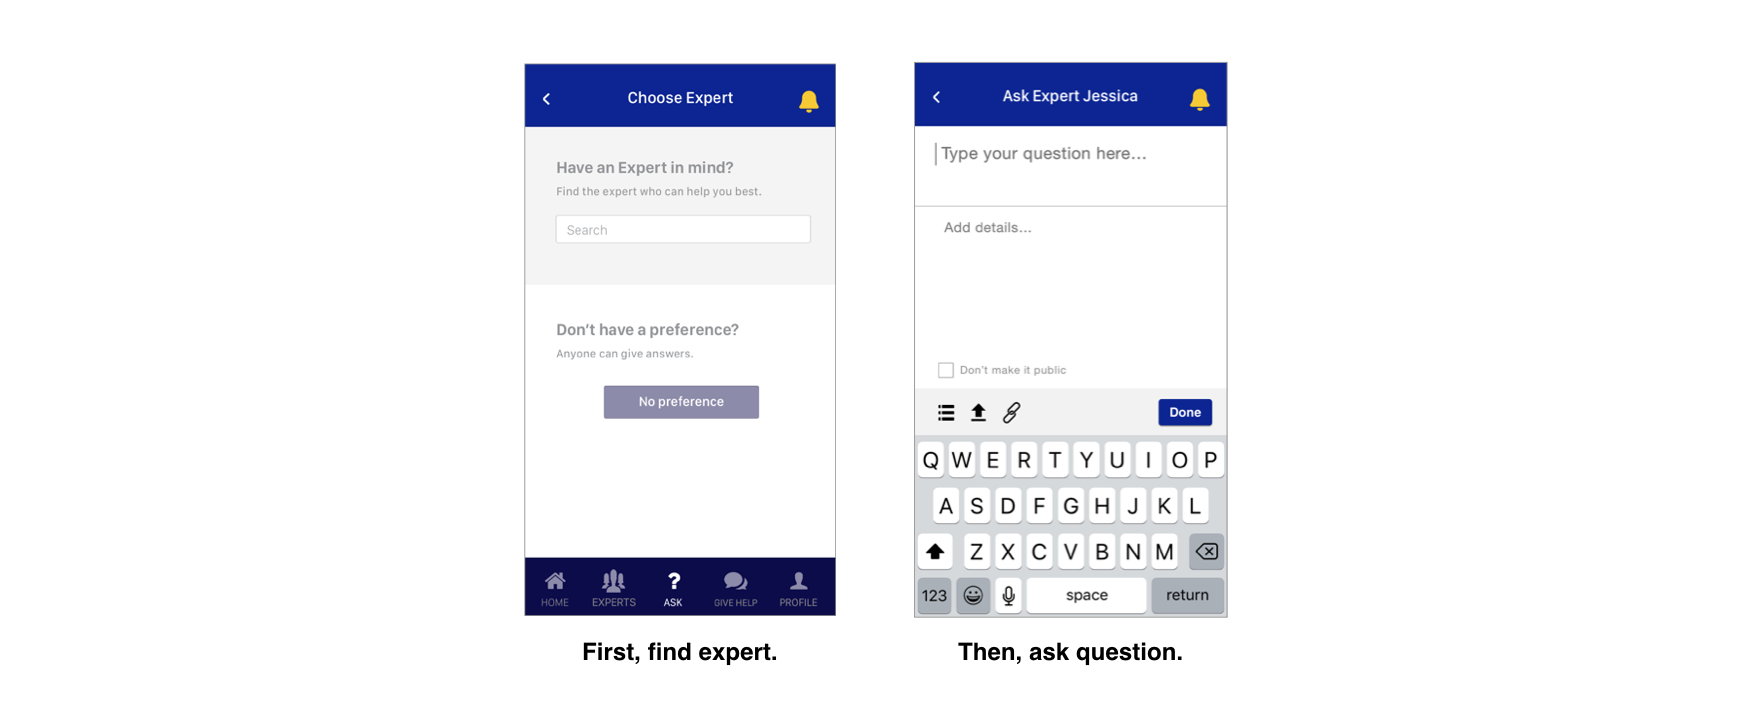 Choose Expert
Have an Expert in mind?
Find the expert who can help you best.
Search
Don't have a preference?
Anyone can give answers.
No preference
HOME EXPERTS ASK GIVE HELP PROFILE
First, find expert.
Ask Expert Jessica
Type your question here...
Add details...
Don't make it public
Done
Q W E R T Y U I O P
A S D F G H J K L
Z X C V B N M
123 space return
Then, ask question.